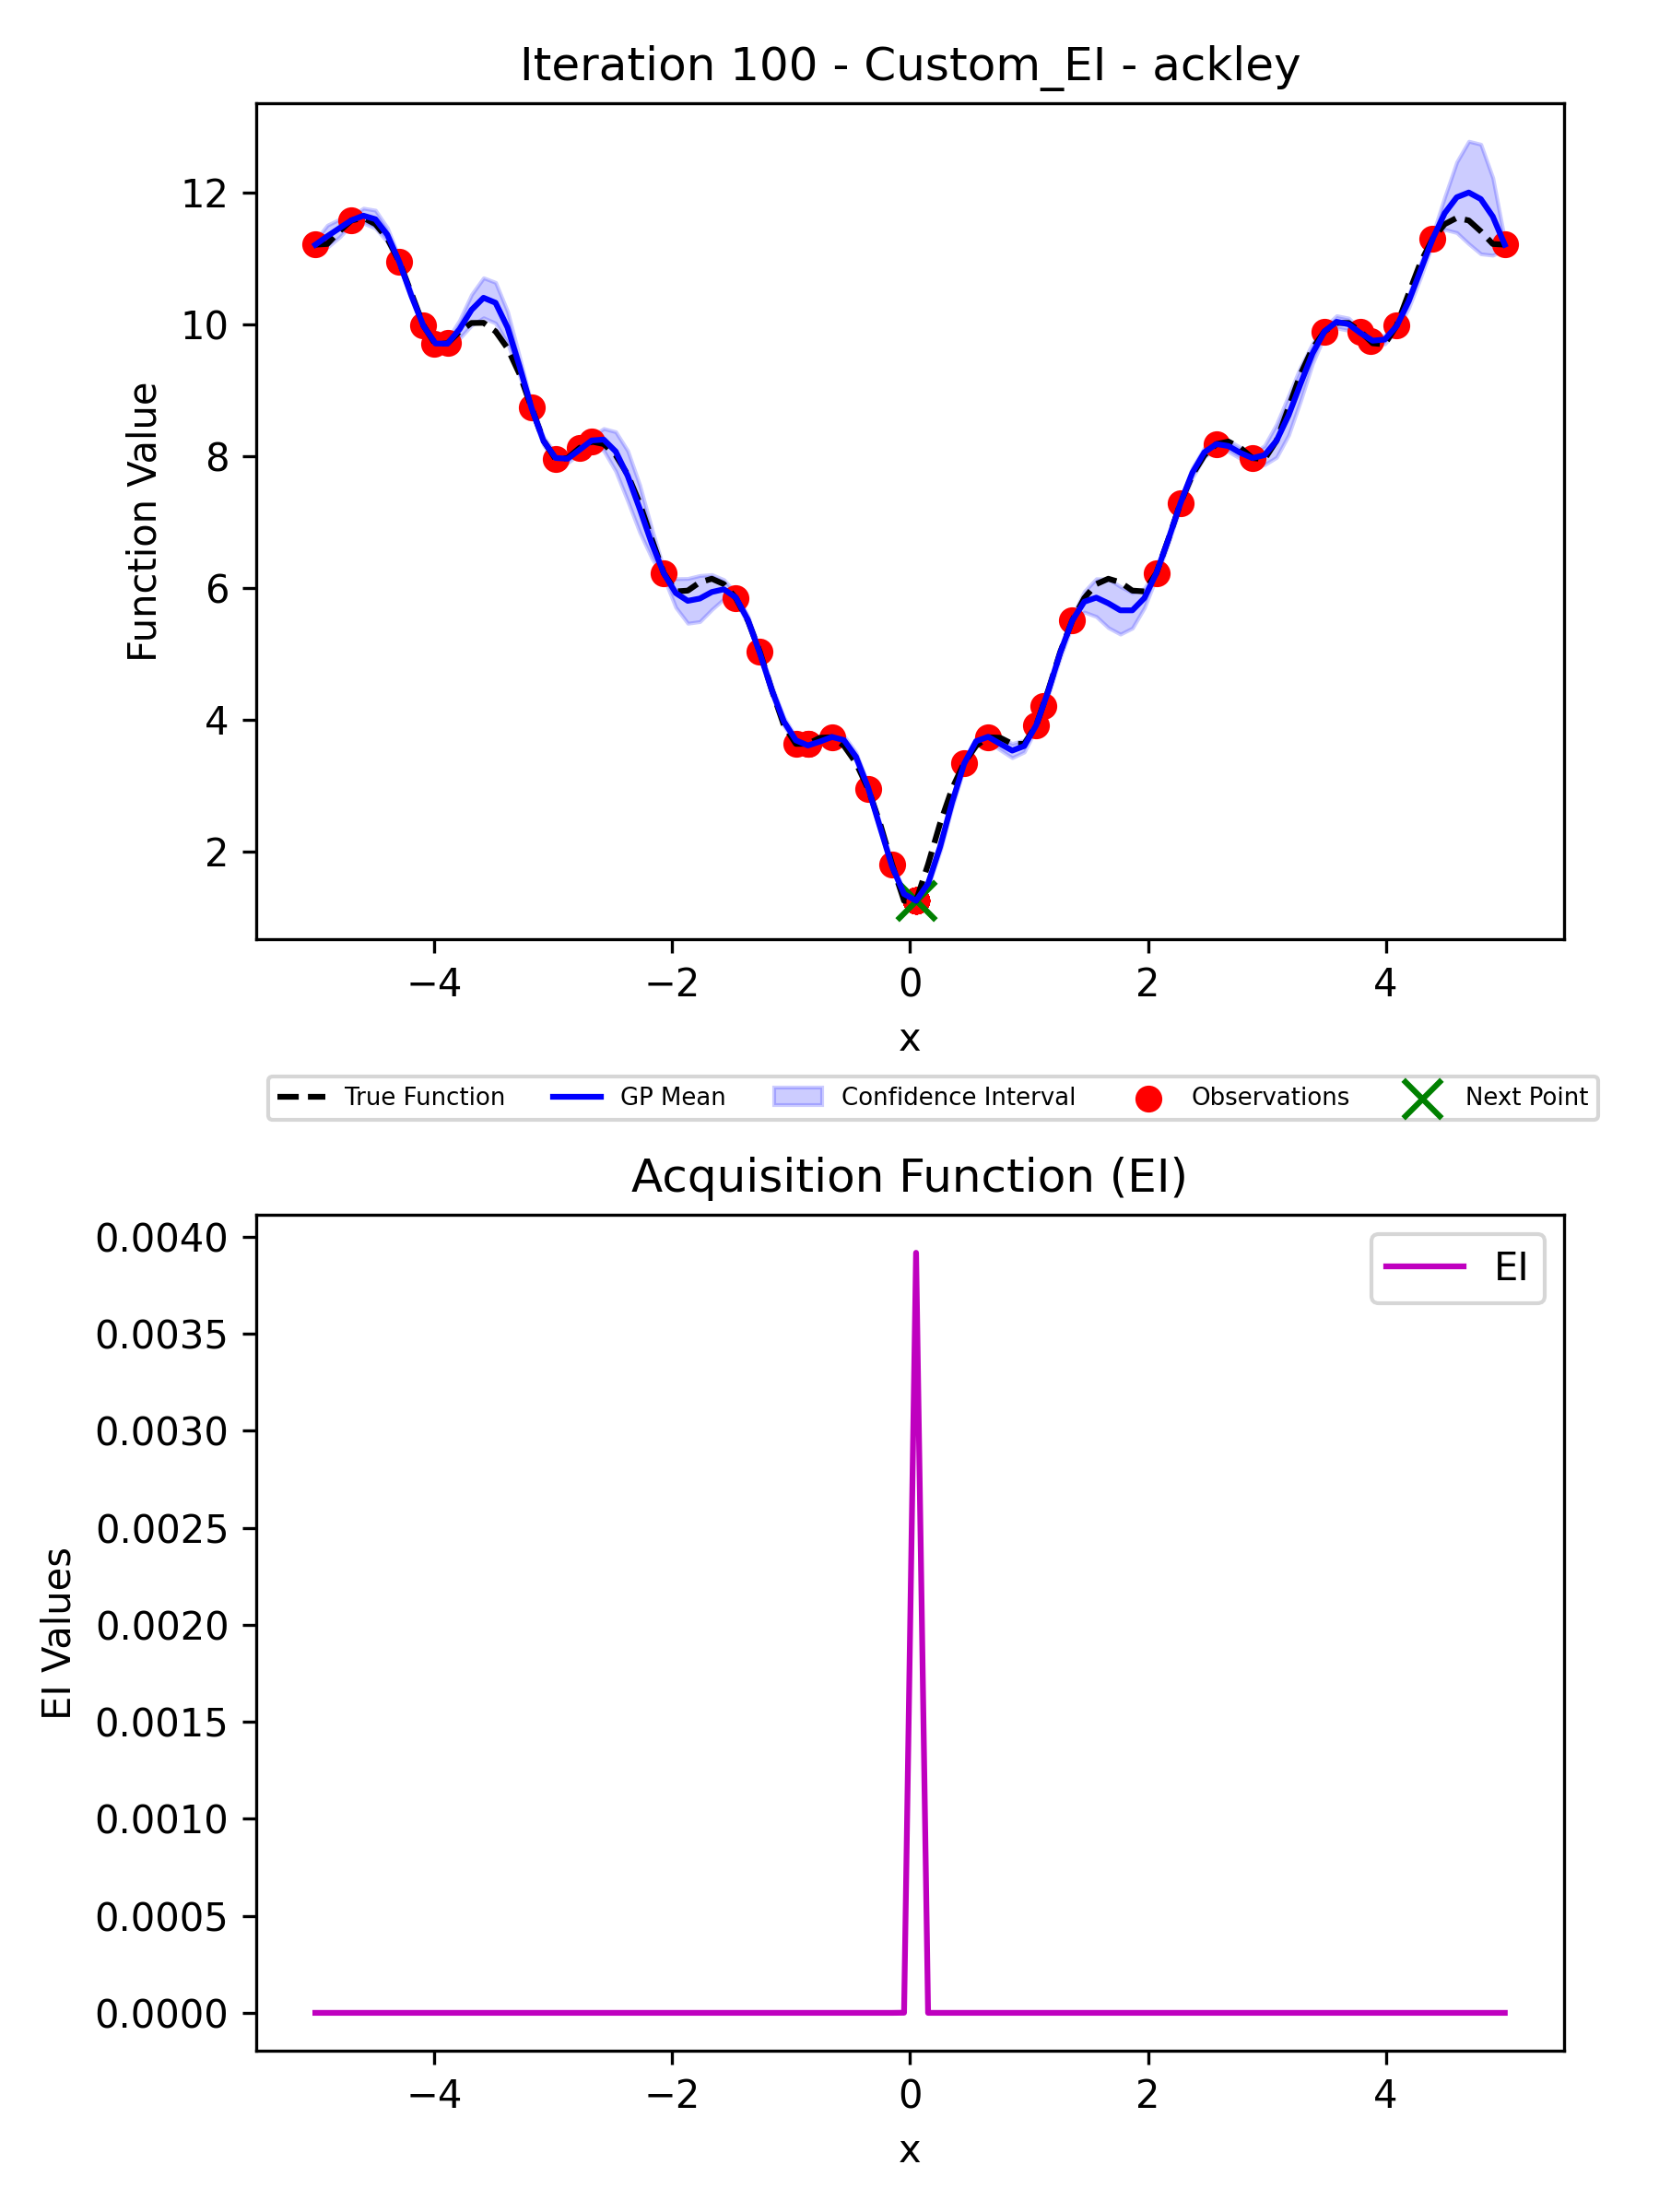 Iteration 100 - Custom_EI - ackley
12
10
8
6
4
2
Function Value
−4 −2 0 2 4
x
True Function GP Mean Confidence Interval Observations Next Point
Acquisition Function (EI)
EI
0.0040
0.0035
0.0030
0.0025
0.0020
0.0015
0.0010
0.0005
0.0000
EI Values
−4 −2 0 2 4
x